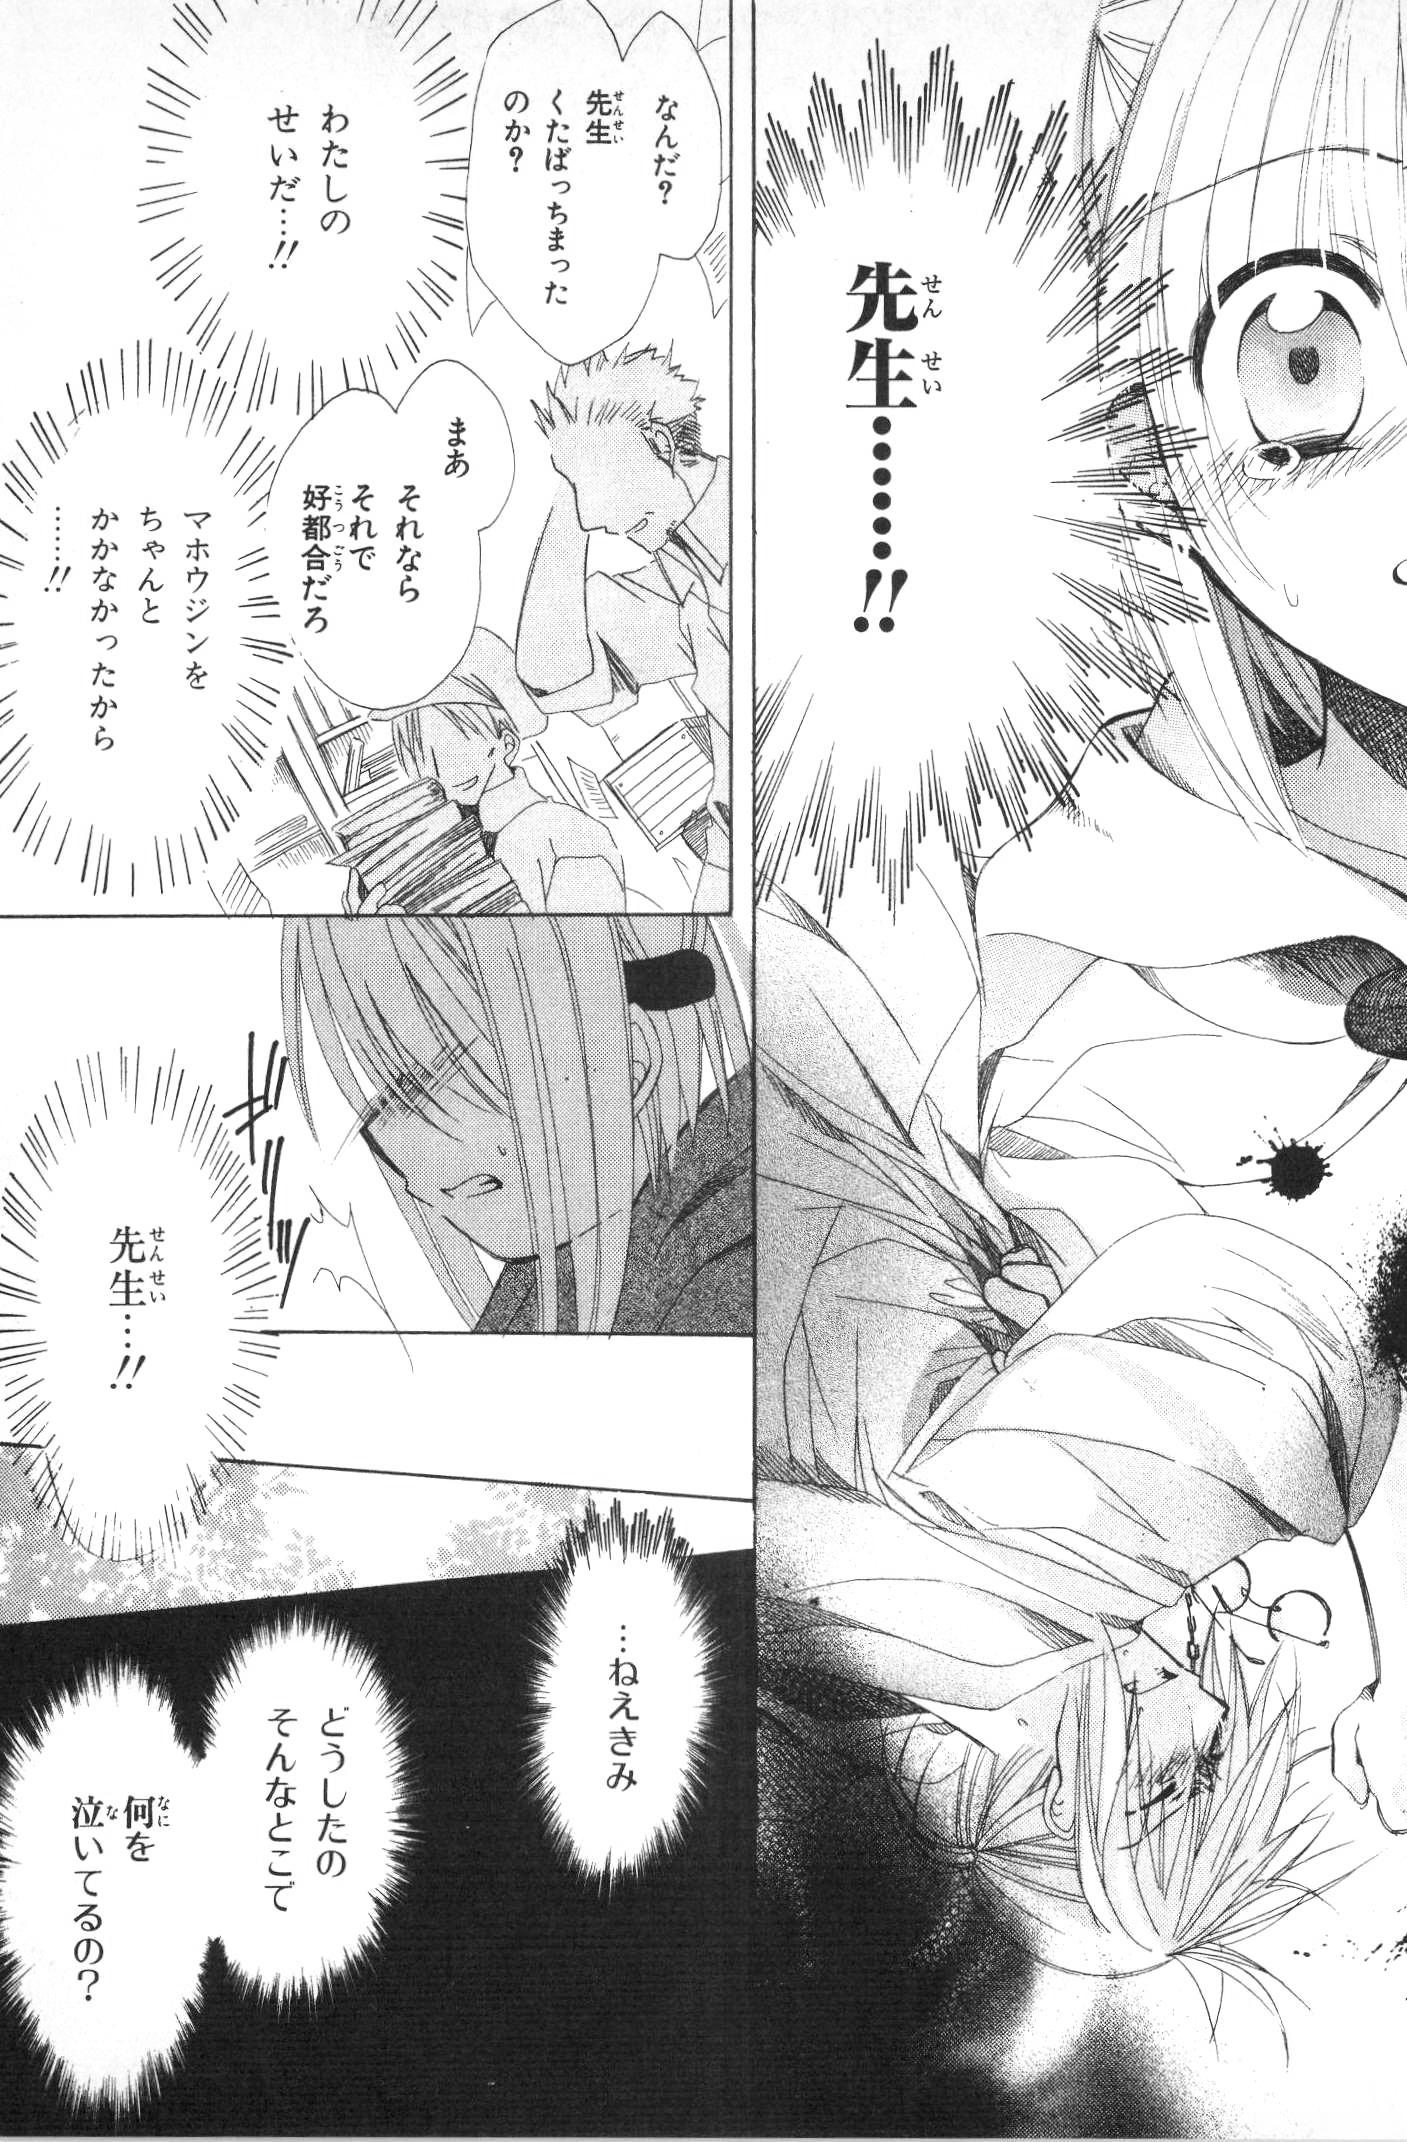 先生………!!
なんだ?
先生
くたばっちまった
のか?
わたしの
せいだ…!!
まあ
それなら
それで
好都合だろ
マホウジンを
ちゃんと
かかなかったから
……!!
ギュッ
先生…!!
…ねえきみ
どうしたの
そんなとこで
何を
泣いてるの?